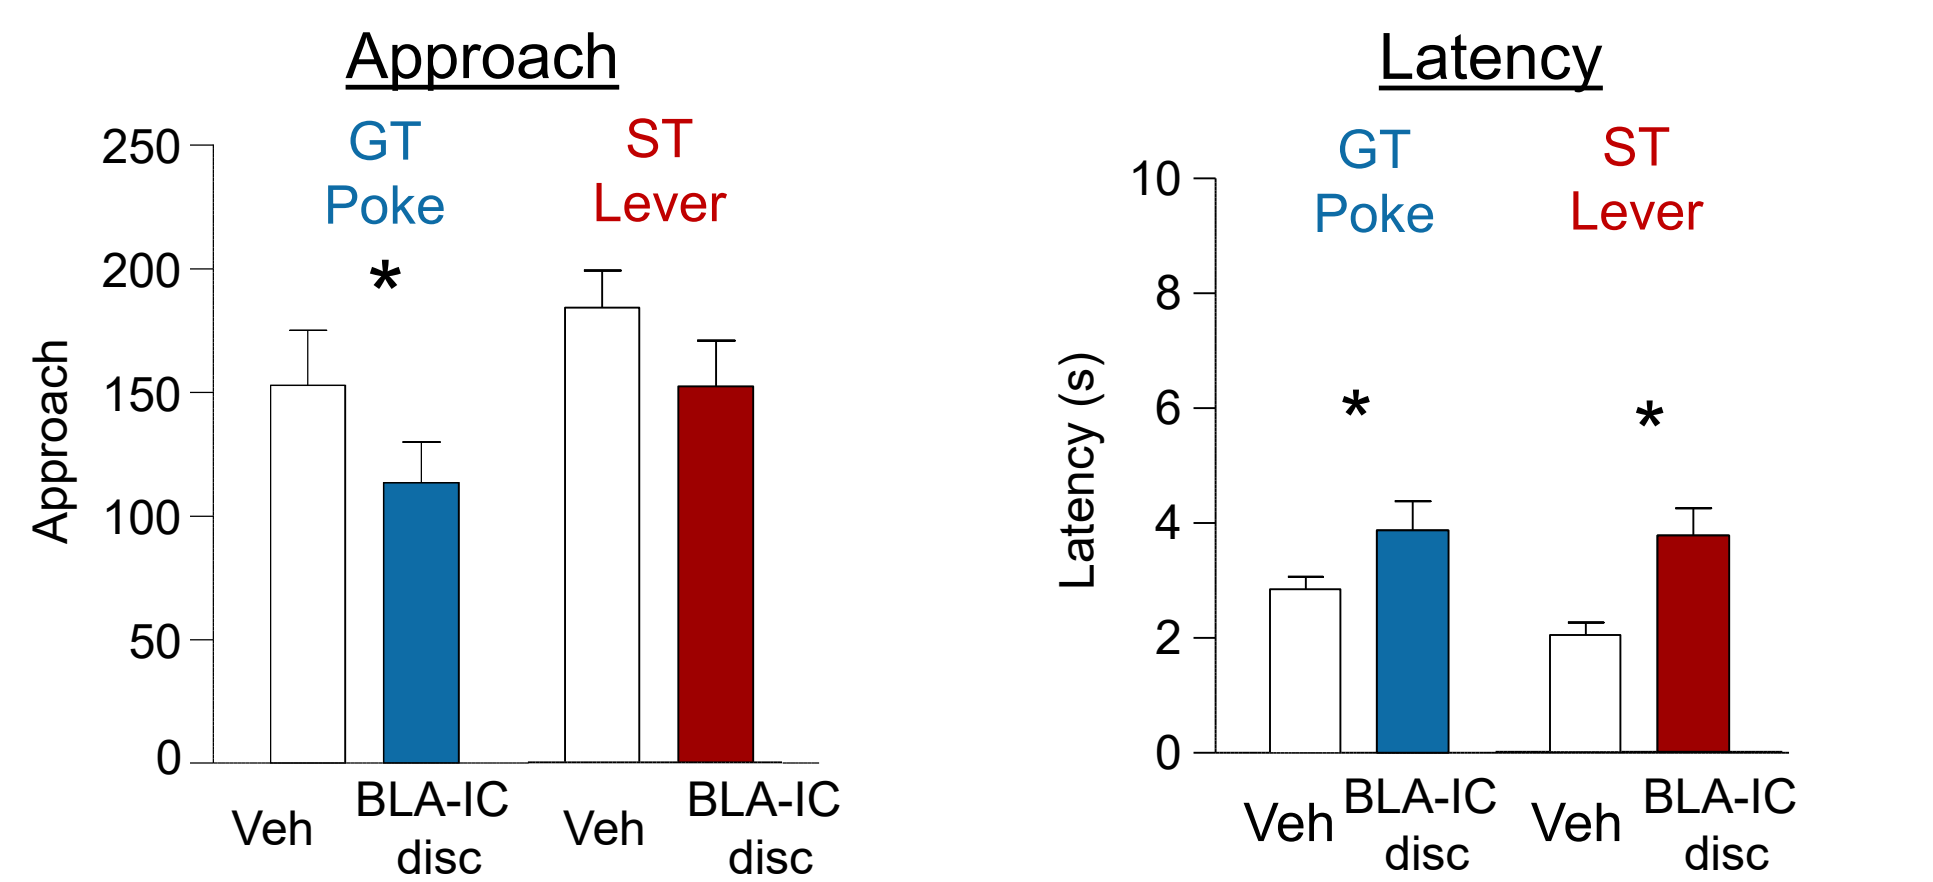 Approach
GT
Poke
ST
Lever
250
200
150
100
50
0
Approach
*
Veh
BLA-IC
disc
Veh
BLA-IC
disc
Latency
GT
Poke
ST
Lever
10
8
6
4
2
0
Latency (s)
*
*
Veh
BLA-IC
disc
Veh
BLA-IC
disc